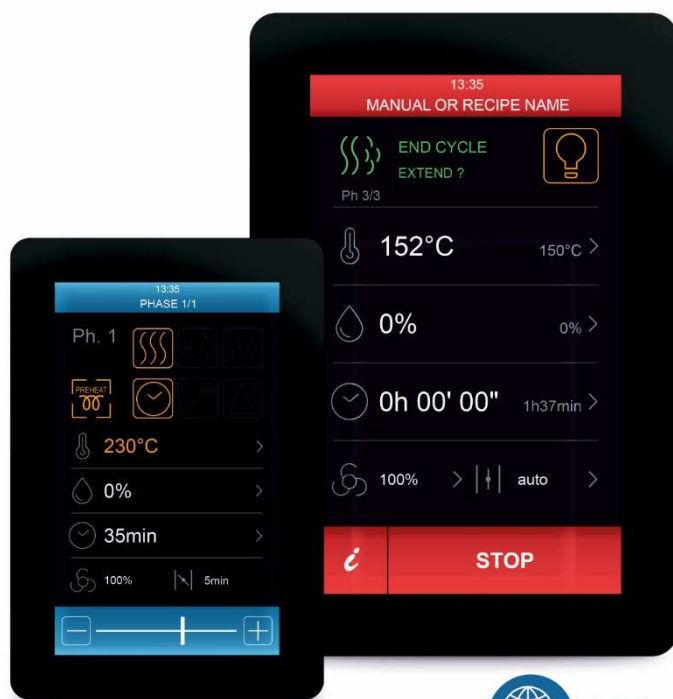 13:35
MANUAL OR RECIPE NAME
END CYCLE
EXTEND ?
Ph 3/3
152°C 150°C
0% 0%
0h 00' 00" 1h37min
100% auto
i STOP
13:35
PHASE 1/1
Ph. 1
PREHEAT
230°C
0%
35min
100% 5min